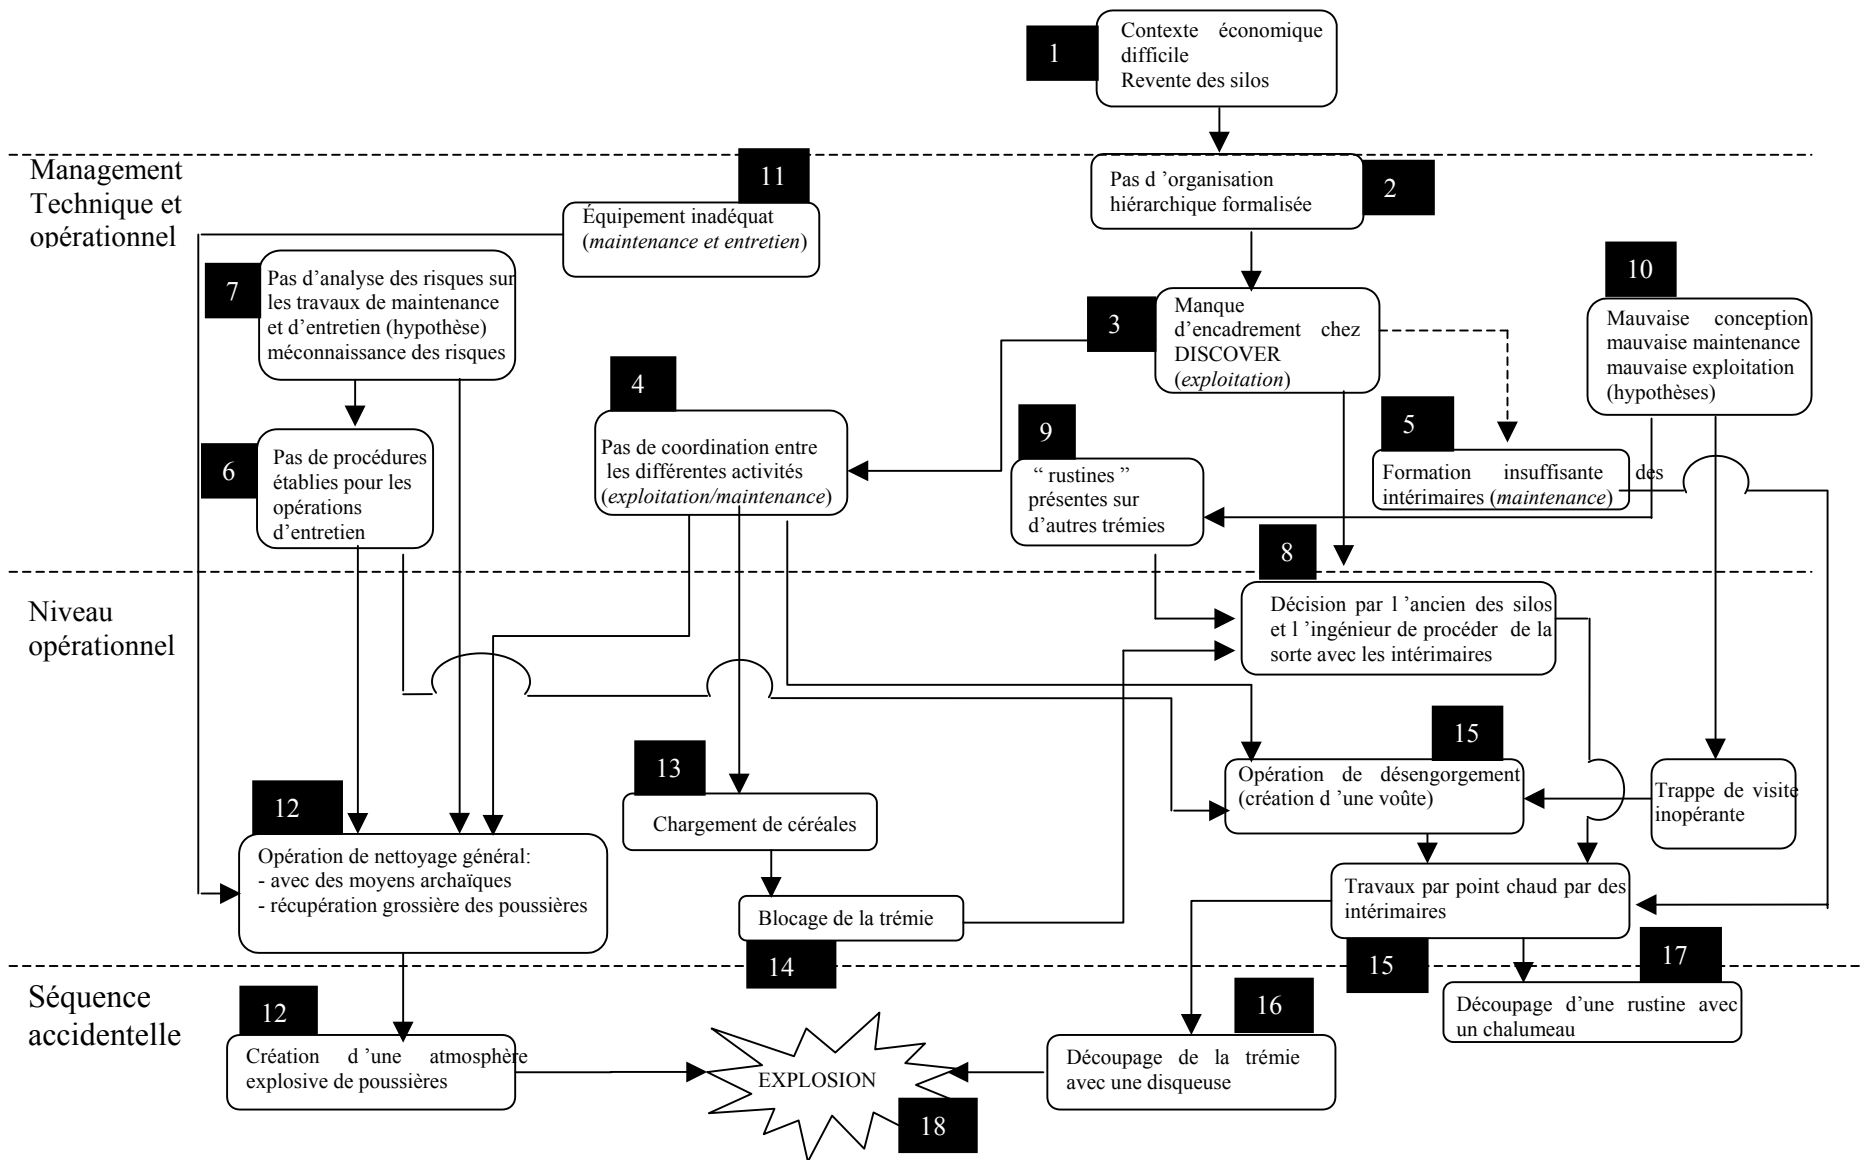 1
Contexte économique
difficile
Revente des silos
Management
Technique et
opérationnel
11
Équipement inadéquat
(maintenance et entretien)
Pas d ’organisation
hiérarchique formalisée
2
7
Pas d’analyse des risques sur
les travaux de maintenance
et d’entretien (hypothèse)
méconnaissance des risques
3
Manque
d’encadrement chez
DISCOVER
(exploitation)
10
Mauvaise conception
mauvaise maintenance
mauvaise exploitation
(hypothèses)
4
Pas de coordination entre
les différentes activités
(exploitation/maintenance)
6
Pas de procédures
établies pour les
opérations
d’entretien
9
“ rustines ”
présentes sur
d’autres trémies
5
Formation insuffisante des
intérimaires (maintenance)
Niveau
opérationnel
8
Décision par l ’ancien des silos
et l ’ingénieur de procéder de la
sorte avec les intérimaires
13
Chargement de céréales
15
Opération de désengorgement
(création d ’une voûte)
Trappe de visite
inopérante
12
Opération de nettoyage général:
- avec des moyens archaïques
- récupération grossière des poussières
Blocage de la trémie
14
Travaux par point chaud par des
intérimaires
15
Séquence
accidentelle
12
Création d ’une atmosphère
explosive de poussières
EXPLOSION
18
16
Découpage de la trémie
avec une disqueuse
17
Découpage d’une rustine avec
un chalumeau